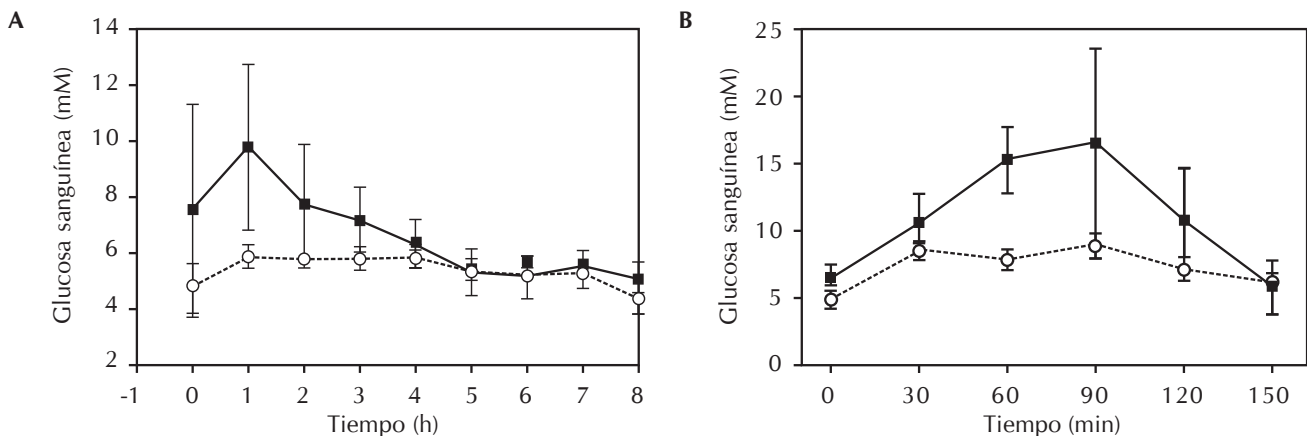 A
14
12
10
8
6
4
2
Glucosa sanguínea (mM)
-1 0 1 2 3 4 5 6 7 8
Tiempo (h)
B
25
20
15
10
5
0
Glucosa sanguínea (mM)
0 30 60 90 120 150
Tiempo (min)